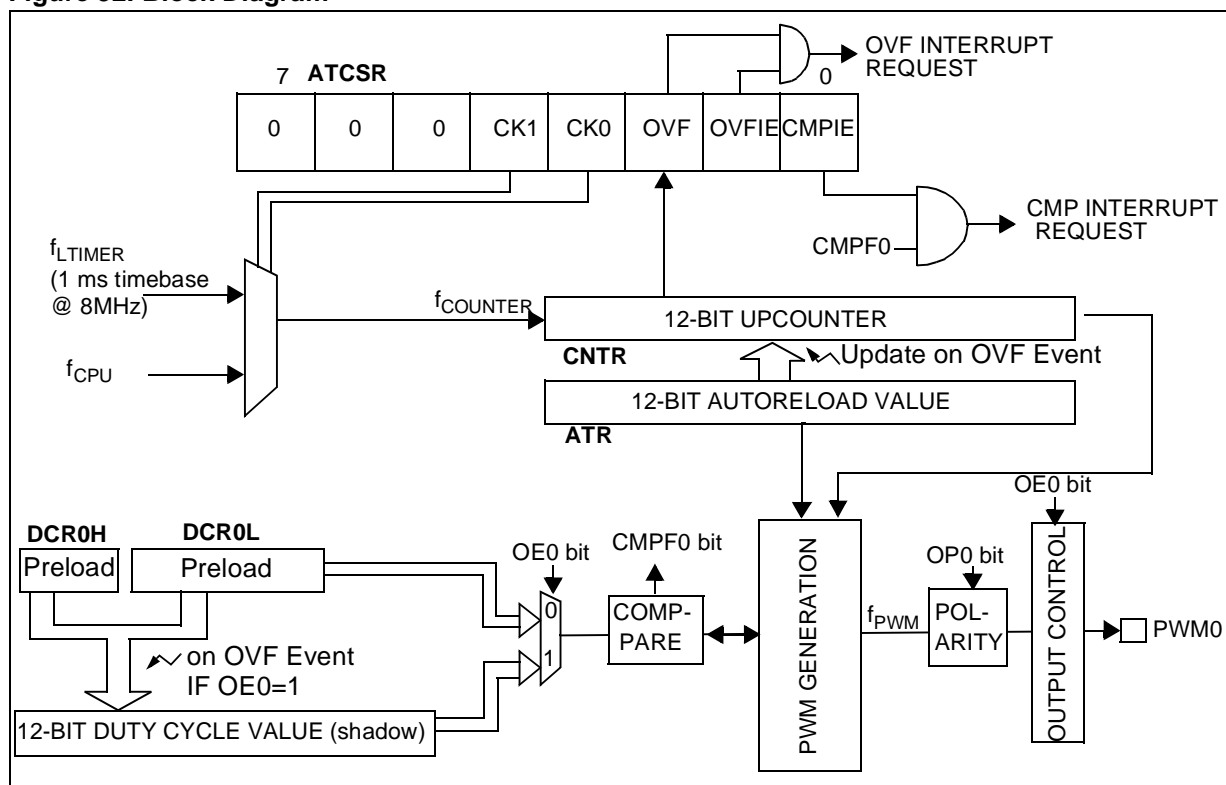 Figure 32. Block Diagram
OVF INTERRUPT
REQUEST
7 ATCSR 0
0 0 0 CK1 CK0 OVF OVFIE CMPIE
CMP INTERRUPT
REQUEST
CMPF0
fLTIMER
(1 ms timebase
@ 8MHz)
fCOUNTER
12-BIT UPCOUNTER
CNTR
Update on OVF Event
fCPU
12-BIT AUTORELOAD VALUE
ATR
OE0 bit
DCR0H DCR0L
Preload Preload
OE0 bit
CMPF0 bit
0
1
COMP-
PARE
PWM GENERATION
fPWM
OP0 bit
POL-
ARITY
OUTPUT CONTROL
PWM0
on OVF Event
IF OE0=1
12-BIT DUTY CYCLE VALUE (shadow)